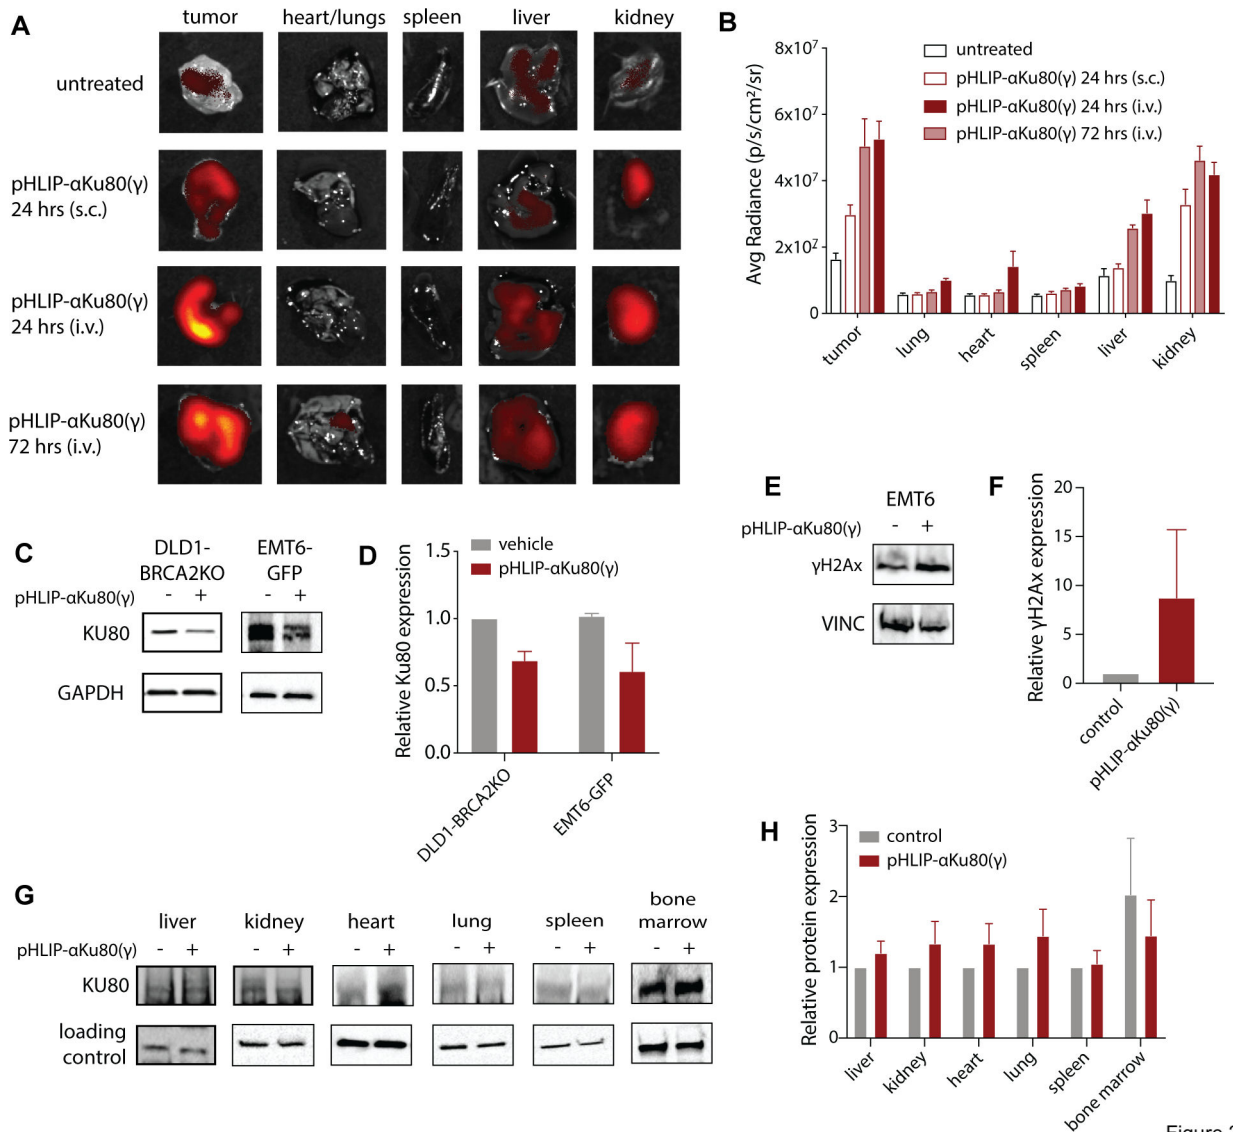 A
tumor heart/lungs spleen liver kidney
untreated
pHLIP-αKu80(γ)
24 hrs (s.c.)
pHLIP-αKu80(γ)
24 hrs (i.v.)
pHLIP-αKu80(γ)
72 hrs (i.v.)
B
8x10⁷
6x10⁷
4x10⁷
2x10⁷
0
Avg Radiance (p/s/cm²/sr)
untreated
pHLIP-αKu80(γ) 24 hrs (s.c.)
pHLIP-αKu80(γ) 24 hrs (i.v.)
pHLIP-αKu80(γ) 72 hrs (i.v.)
tumor lung heart spleen liver kidney
C
DLD1- EMT6-
BRCA2KO GFP
pHLIP-αKu80(γ) - + - +
KU80
GAPDH
D
vehicle
pHLIP-αKu80(γ)
Relative Ku80 expression
1.5
1.0
0.5
0.0
DLD1-BRCA2KO EMT6-GFP
E
EMT6
pHLIP-αKu80(γ) - +
γH2Ax
VINC
F
Relative γH2Ax expression
20
15
10
5
0
control pHLIP-αKu80(γ)
G
liver kidney heart lung spleen bone
marrow
pHLIP-αKu80(γ) - + - + - + - + - + - +
KU80
loading
control
H
control
pHLIP-αKu80(γ)
Relative protein expression
3
2
1
0
liver kidney heart lung spleen bone marrow